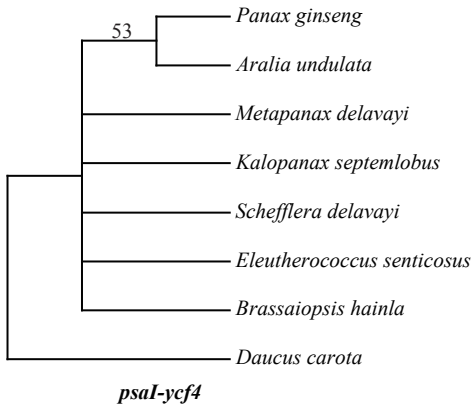 Panax ginseng
53
Aralia undulata
Metapanax delavayi
Kalopanax septemlobus
Schefflera delavayi
Eleutherococcus senticosus
Brassaiopsis hainla
Daucus carota
psaI-ycf4